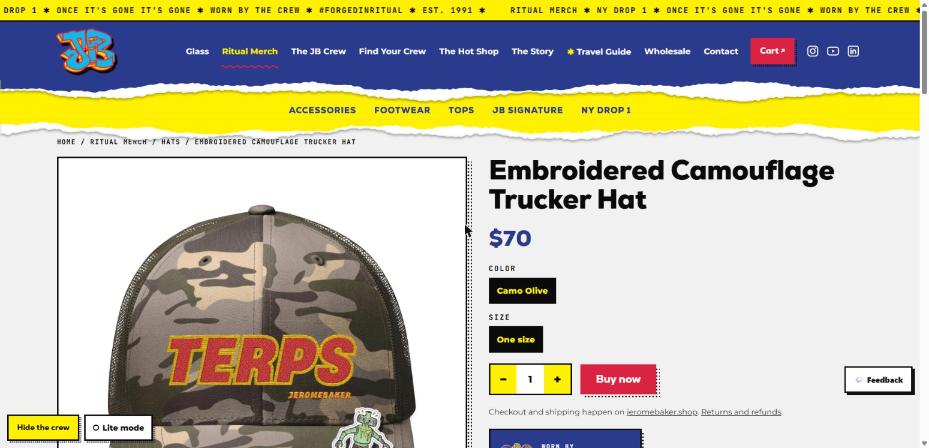 DROP 1 ✱ ONCE IT'S GONE IT'S GONE ✱ WORN BY THE CREW ✱ #FORGEDINRITUAL ✱ EST. 1991 ✱ RITUAL MERCH ✱ NY DROP 1 ✱ ONCE IT'S GONE IT'S GONE ✱ WORN BY THE CREW ✱
JB
Glass Ritual Merch The JB Crew Find Your Crew The Hot Shop The Story ✱ Travel Guide Wholesale Contact Cart ↗
ACCESSORIES FOOTWEAR TOPS JB SIGNATURE NY DROP 1
HOME / RITUAL MERCH / HATS / EMBROIDERED CAMOUFLAGE TRUCKER HAT
Embroidered Camouflage
Trucker Hat
$70
COLOR
Camo Olive
SIZE
One size
− 1 + Buy now
Checkout and shipping happen on jeromebaker.shop. Returns and refunds.
WORN BY
TERPS
JEROMEBAKER
Hide the crew
Lite mode
Feedback